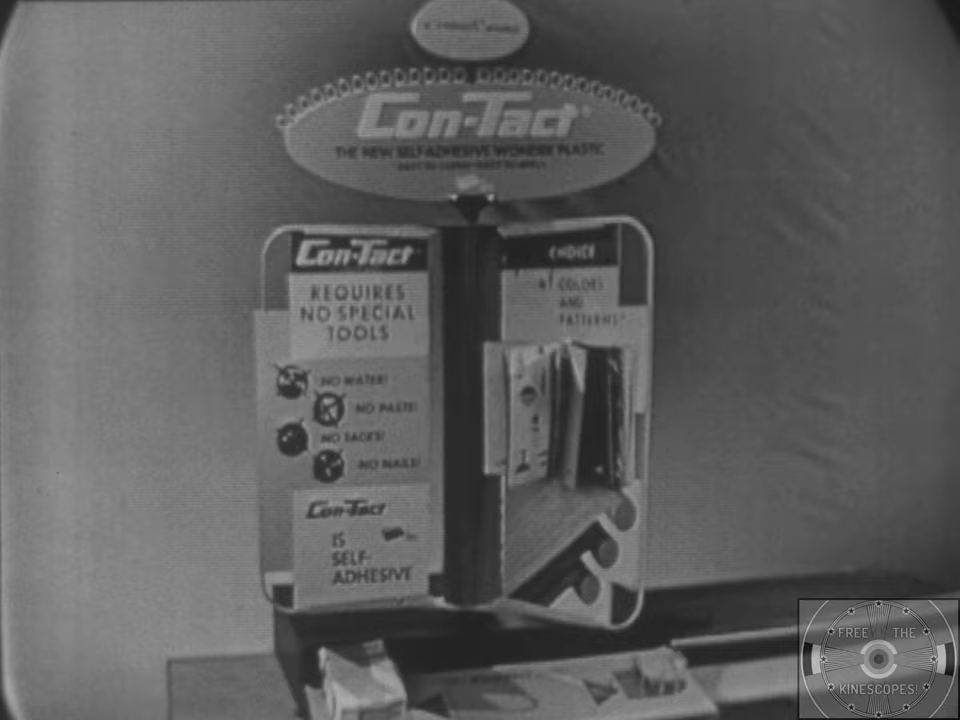 Con-Tact
THE NEW SELF-ADHESIVE WONDER PLASTIC
Con-Tact
REQUIRES
NO SPECIAL
TOOLS
NO WATER!
NO PASTE!
NO TACKS!
NO NAILS!
Con-Tact
IS
SELF-
ADHESIVE
CHOICE
COLORS
AND
PATTERNS
FREE THE
KINESCOPES!